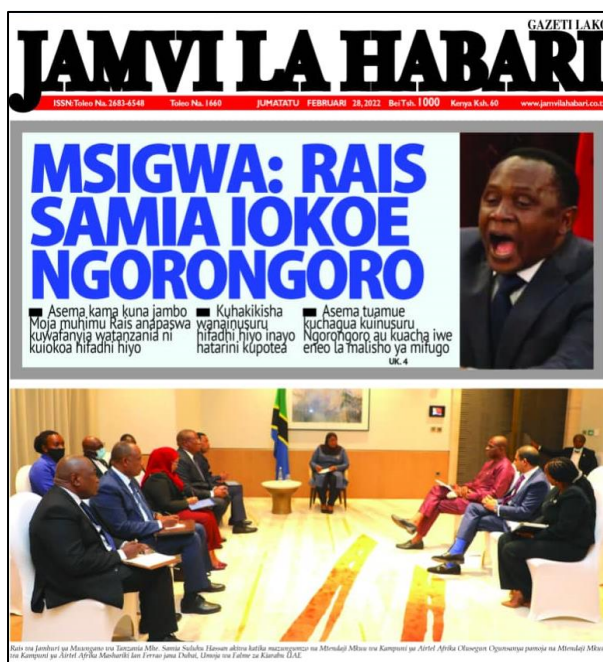 GAZETI LAKO
JAMVI LA HABARI
ISSN:Toleo Na. 2683-6548 Toleo Na. 1660 JUMATATU FEBRUARI 28, 2022 Bei Tsh. 1000 Kenya Ksh. 60 www.jamvilahabari.co.t
MSIGWA: RAIS
SAMIA IOKOE
NGORONGORO
Asema kama kuna jambo
Moja muhimu Rais anapaswa
kuwafanyia watanzania ni
kuiokoa hifadhi hiyo
Kuhakikisha
wanainusuru
hifadhi hiyo inayo
hatarini kupotea
Asema tuamue
kuchagua kuinusuru
Ngorongoro au kuacha iwe
eneo la malisho ya mifugo
UK. 4
Rais wa Jamhuri ya Muungano wa Tanzania Mhe. Samia Suluhu Hassan akiwa katika mazungumzo na Mtendaji Mkuu wa Kampuni ya Airtel Afrika Olusegun Ogunsanya pamoja na Mtendaji Mkuu
wa Kampuni ya Airtel Afrika Mashariki Ian Ferrao jana Dubai, Umoja wa Falme za Kiarabu UAE.